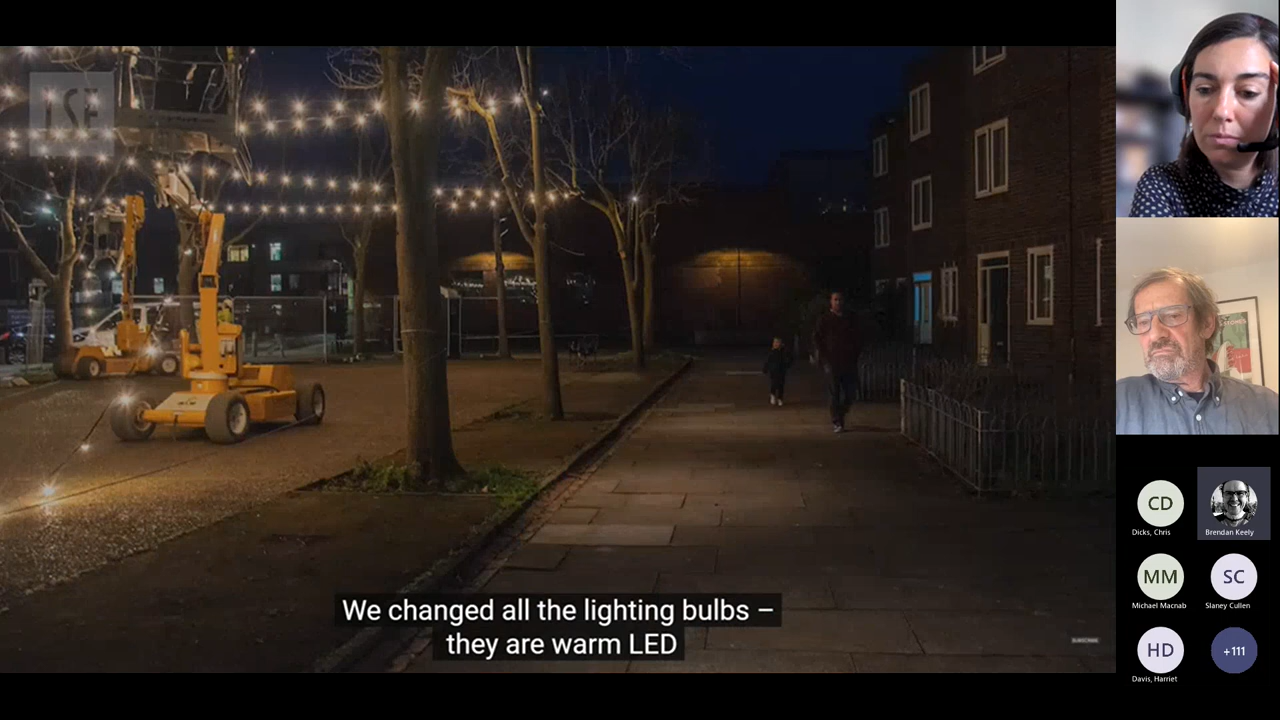 LSE
We changed all the lighting bulbs –
they are warm LED
CD
Dicks, Chris
Brendan Keely
MM
Michael Macnab
SC
Slaney Cullen
HD
Davis, Harriet
+111